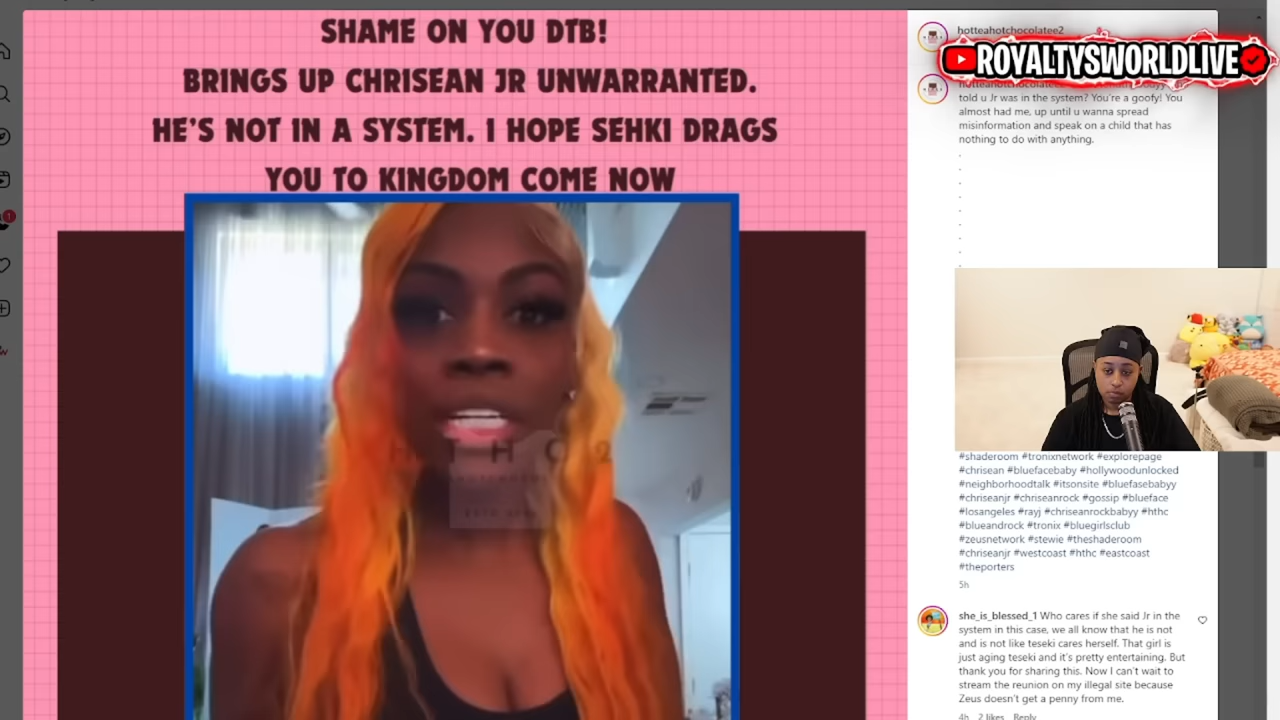 SHAME ON YOU DTB!
BRINGS UP CHRISEAN JR UNWARRANTED.
HE'S NOT IN A SYSTEM. I HOPE SEHKI DRAGS
YOU TO KINGDOM COME NOW
hotteahotchocolatee2
ROYALTYSWORLDLIVE
told u Jr was in the system? You're a goofy! You
almost had me, up until u wanna spread
misinformation and speak on a child that has
nothing to do with anything.
.
.
.
.
.
.
.
.
.
#shaderoom #tronixnetwork #explorepage
#chrisean #bluefacebaby #hollywoodunlocked
#neighborhoodtalk #itsonsite #bluefasebabyy
#chriseanjr #chriseanrock #gossip #blueface
#losangeles #rayj #chriseanrockbabyy #hthc
#blueandrock #tronix #bluegirlsclub
#zeusnetwork #stewie #theshaderoom
#chriseanjr #westcoast #hthc #eastcoast
#theporters
5h
she_is_blessed_1 Who cares if she said Jr in the
system in this case, we all know that he is not
and is not like teseki cares herself. That girl is
just aging teseki and it's pretty entertaining. But
thank you for sharing this. Now I can't wait to
stream the reunion on my illegal site because
Zeus doesn't get a penny from me.
4h 2 likes Reply
1